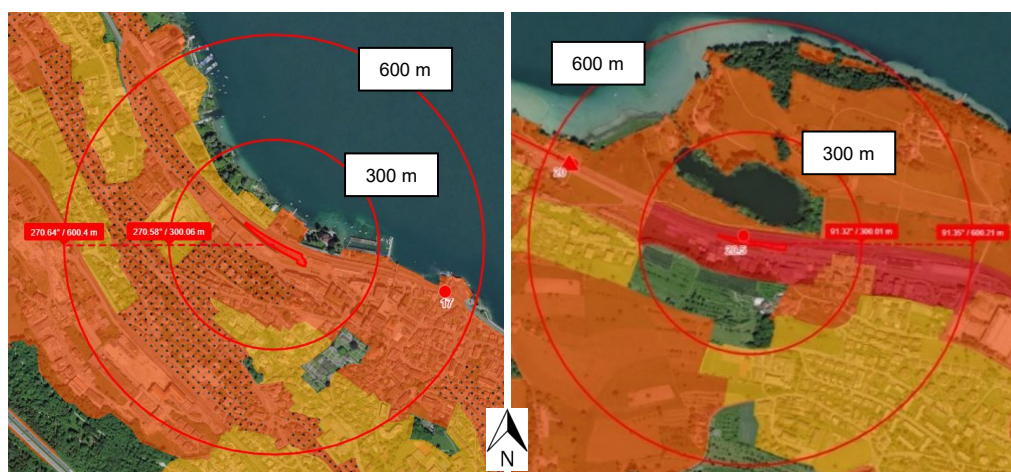 600 m
300 m
270.64° / 600.4 m
270.58° / 300.06 m
17
600 m
300 m
20
20.5
91.32° / 300.01 m
91.35° / 600.21 m
N